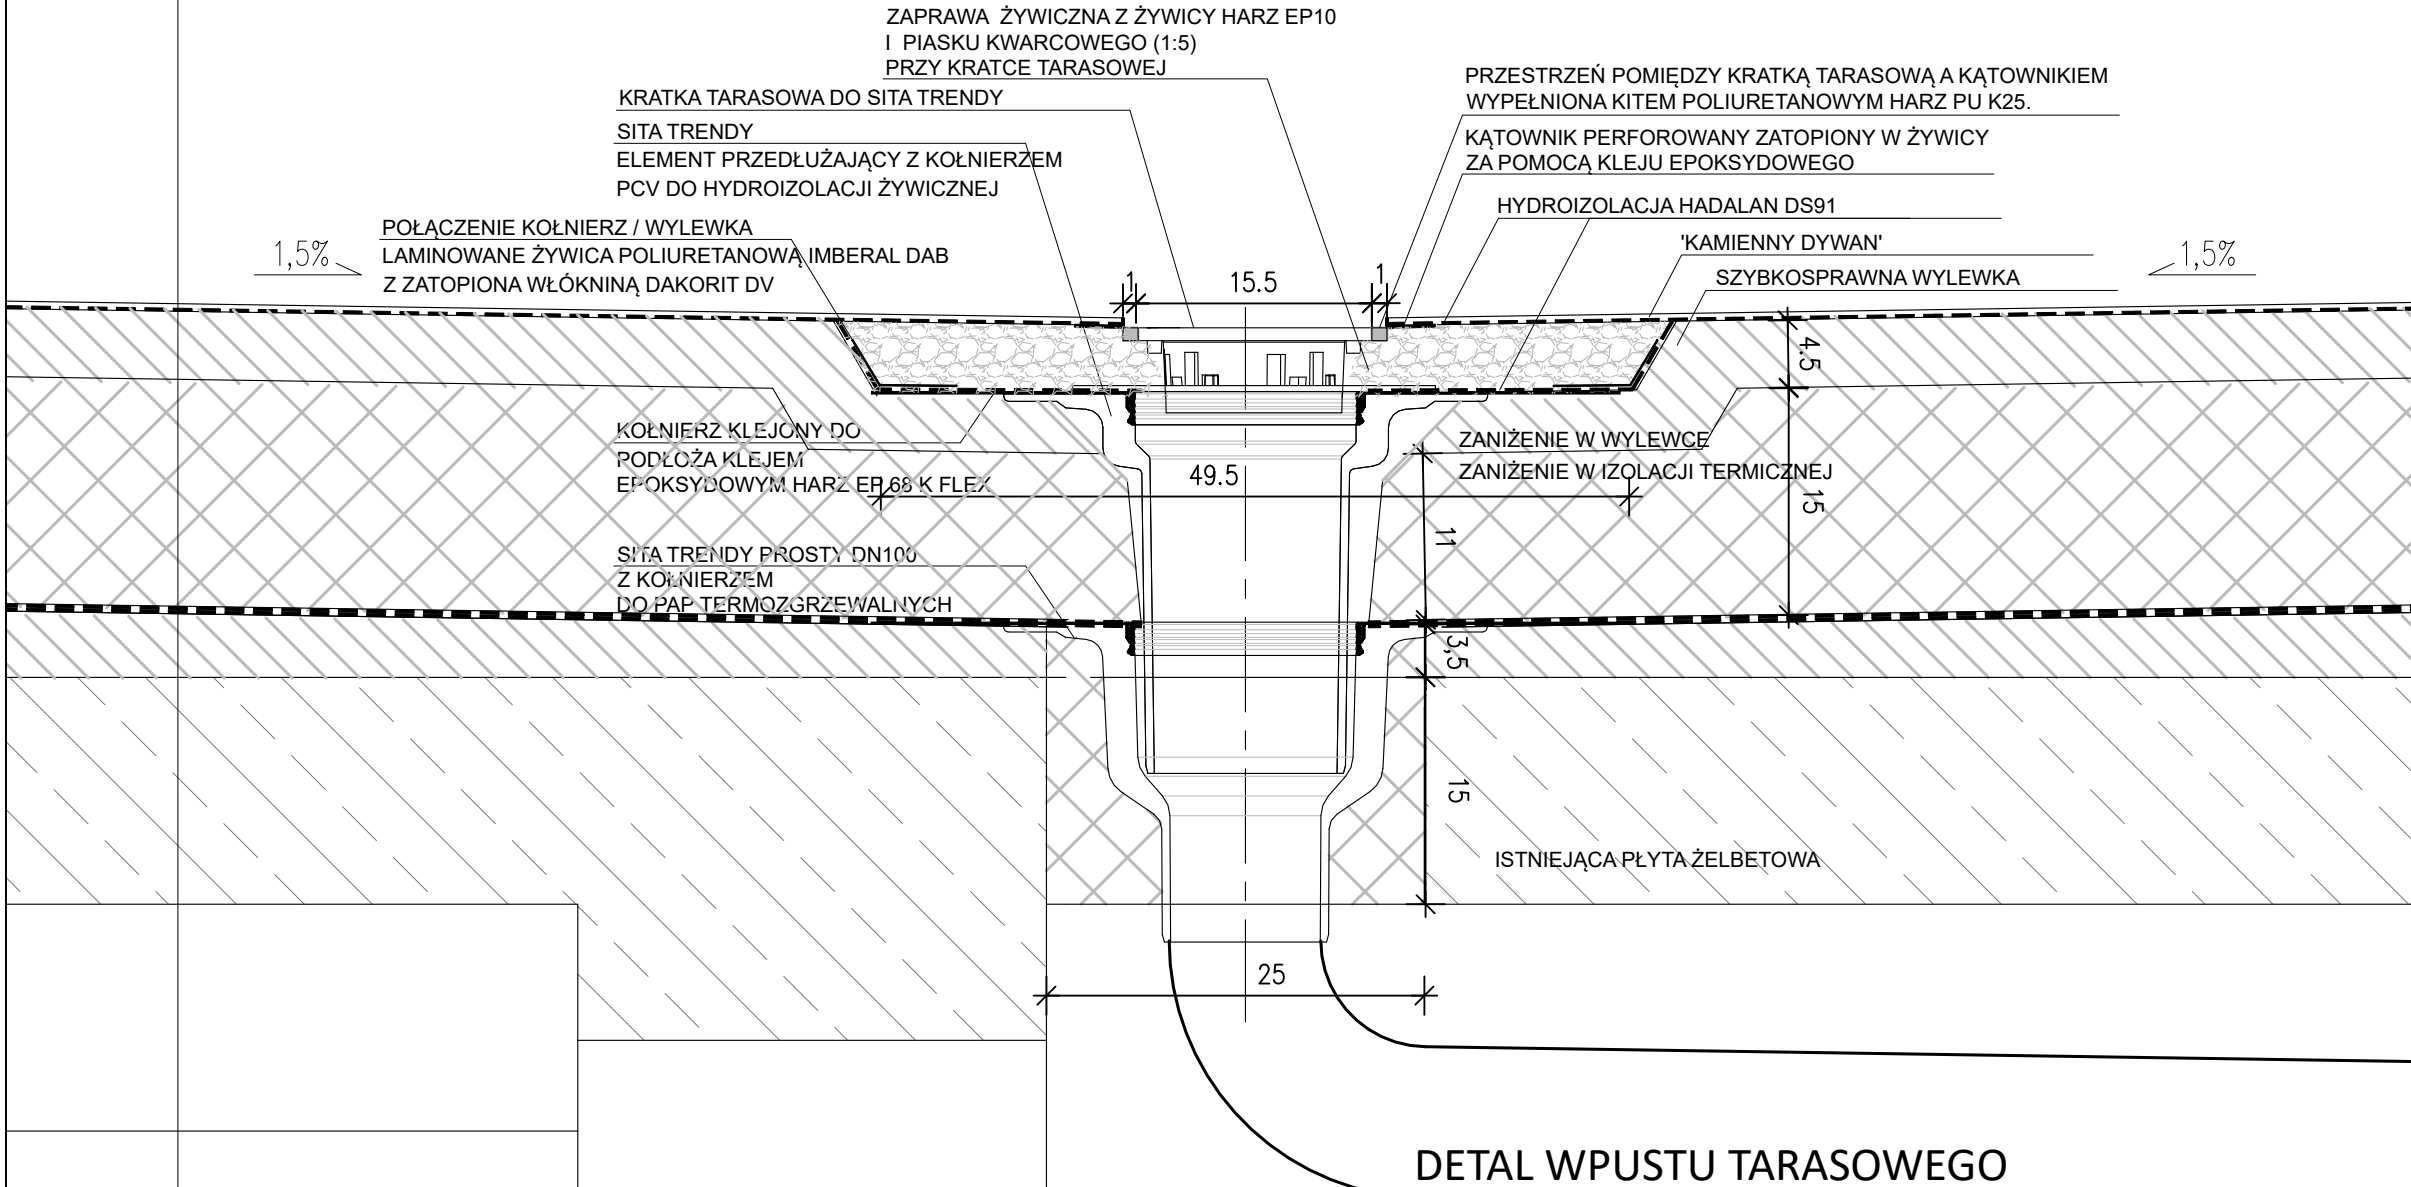 ZAPRAWA ŻYWICZNA Z ŻYWICY HARZ EP10
I PIASKU KWARCOWEGO (1:5)
PRZY KRATCE TARASOWEJ
KRATKA TARASOWA DO SITA TRENDY
SITA TRENDY
ELEMENT PRZEDŁUŻAJĄCY Z KOŁNIERZEM
PCV DO HYDROIZOLACJI ŻYWICZNEJ
POŁĄCZENIE KOŁNIERZ / WYLEWKA
LAMINOWANE ŻYWICA POLIURETANOWĄ IMBERAL DAB
Z ZATOPIONA WŁÓKNINĄ DAKORIT DV
1,5%
PRZESTRZEŃ POMIĘDZY KRATKĄ TARASOWĄ A KĄTOWNIKIEM
WYPEŁNIONA KITEM POLIURETANOWYM HARZ PU K25.
KĄTOWNIK PERFOROWANY ZATOPIONY W ŻYWICY
ZA POMOCĄ KLEJU EPOKSYDOWEGO
HYDROIZOLACJA HADALAN DS91
'KAMIENNY DYWAN'
SZYBKOSPRAWNA WYLEWKA
1,5%
1
15.5
1
4.5
KOŁNIERZ KLEJONY DO
PODŁOŻA KLEJEM
EPOKSYDOWYM HARZ EP 68 K FLEX
49.5
ZANIŻENIE W WYLEWCE
ZANIŻENIE W IZOLACJI TERMICZNEJ
15
11
SITA TRENDY PROSTY DN100
Z KOŁNIERZEM
DO PAP TERMOZGRZEWALNYCH
3,5
15
ISTNIEJĄCA PŁYTA ŻELBETOWA
25
DETAL WPUSTU TARASOWEGO